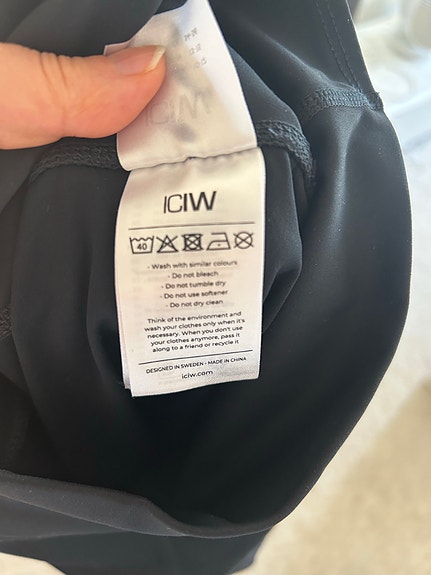 ICIW
40
- Wash with similar colours
- Do not bleach
- Do not tumble dry
- Do not use softener
- Do not dry clean
Think of the environment and
wash your clothes only when it's
necessary. When you don't use
your clothes anymore, pass it
along to a friend or recycle it
DESIGNED IN SWEDEN - MADE IN CHINA
iciw.com